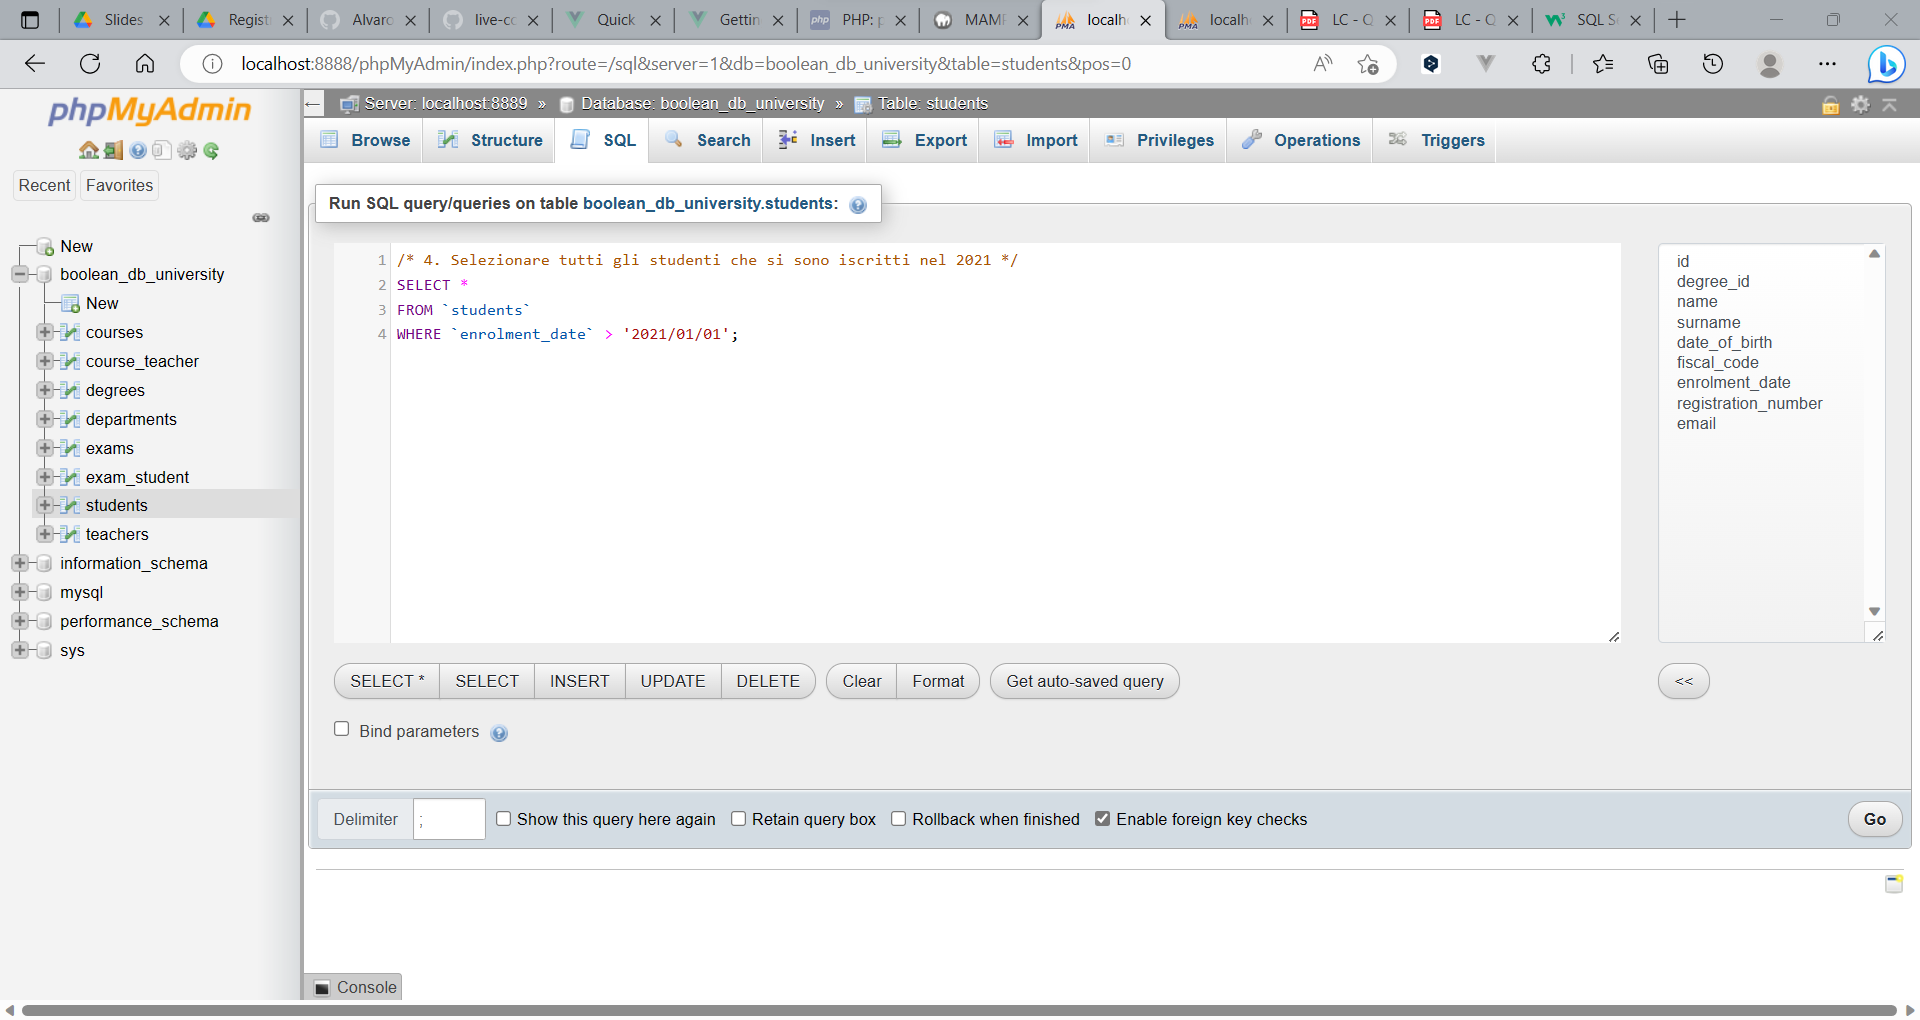 Slides
Regist
Alvaro
live-co
Quick
Gettin
php
PHP: p
MAMP
PMA
localh
PMA
localh
PDF
LC - Q
PDF
LC - Q
SQL Se
localhost:8888/phpMyAdmin/index.php?route=/sql&server=1&db=boolean_db_university&table=students&pos=0
phpMyAdmin
Recent
Favorites
New
boolean_db_university
New
courses
course_teacher
degrees
departments
exams
exam_student
students
teachers
information_schema
mysql
performance_schema
sys
Server: localhost:8889 » Database: boolean_db_university » Table: students
Browse
Structure
SQL
Search
Insert
Export
Import
Privileges
Operations
Triggers
Run SQL query/queries on table boolean_db_university.students:
1 /* 4. Selezionare tutti gli studenti che si sono iscritti nel 2021 */
2 SELECT *
3 FROM `students`
4 WHERE `enrolment_date` > '2021/01/01';
id
degree_id
name
surname
date_of_birth
fiscal_code
enrolment_date
registration_number
email
SELECT *
SELECT
INSERT
UPDATE
DELETE
Clear
Format
Get auto-saved query
<<
Bind parameters
Delimiter
;
Show this query here again
Retain query box
Rollback when finished
Enable foreign key checks
Go
Console